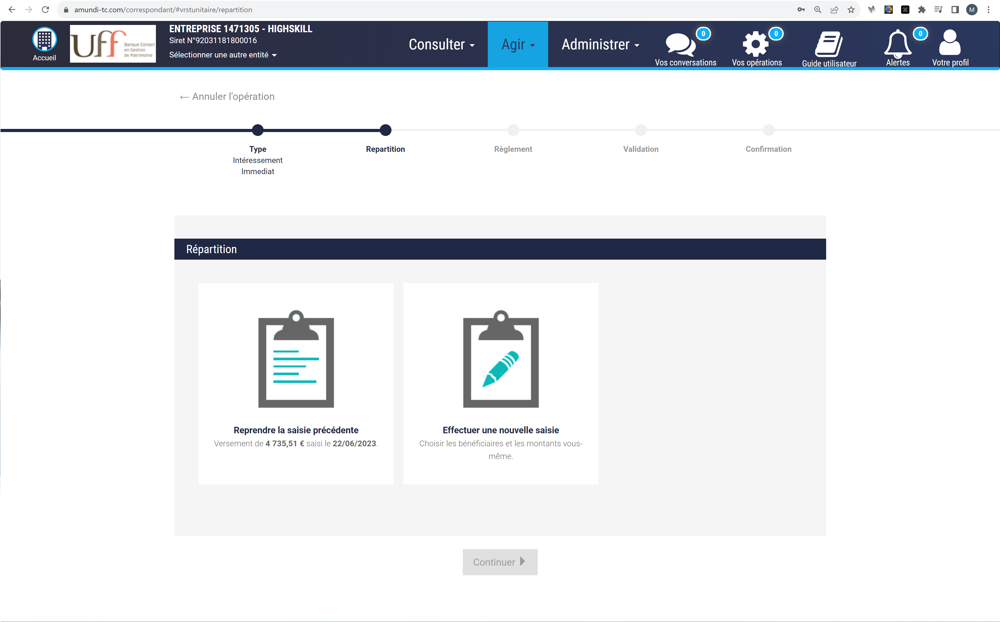 amundi-tc.com/correspondant/#vrstunitaire/repartition
M
Accueil
uff
Banque Conseil
en Gestion
de Patrimoine
ENTREPRISE 1471305 - HIGHSKILL
Siret N°92031181800016
Sélectionner une autre entité
Consulter
Agir
Administrer
0
Vos conversations
0
Vos opérations
Guide utilisateur
0
Alertes
Votre profil
← Annuler l'opération
Type
Intéressement
Immediat
Repartition
Règlement
Validation
Confirmation
Répartition
Reprendre la saisie précédente
Versement de 4 735,51 € saisi le 22/06/2023.
Effectuer une nouvelle saisie
Choisir les bénéficiaires et les montants vous-
même.
Continuer